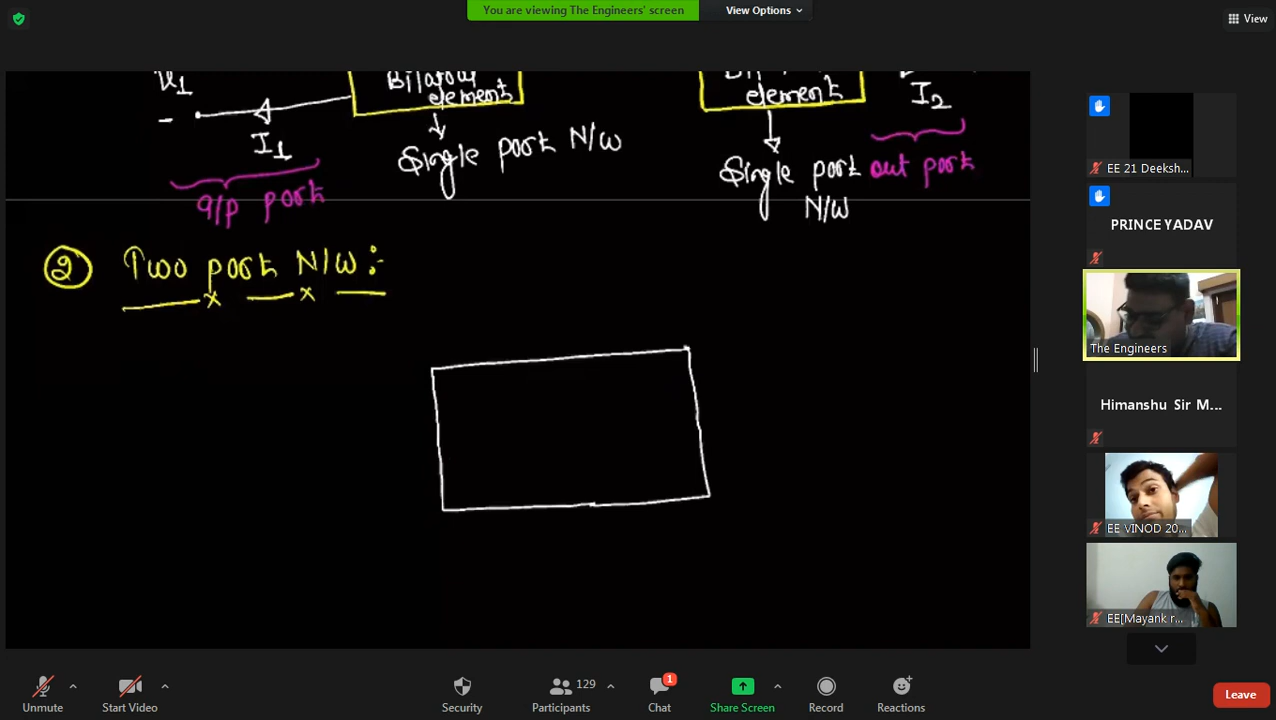 You are viewing The Engineers' screen
View Options
View
element
I1
Single port N/W
port
element
I2
Single port
N/W
out port
2 Two port N/W :-
EE 21 Deeksh...
PRINCE YADAV
The Engineers
Himanshu Sir M...
EE VINOD 20...
EE[Mayank r...
Unmute
Start Video
Security
129
Participants
1
Chat
Share Screen
Record
Reactions
Leave